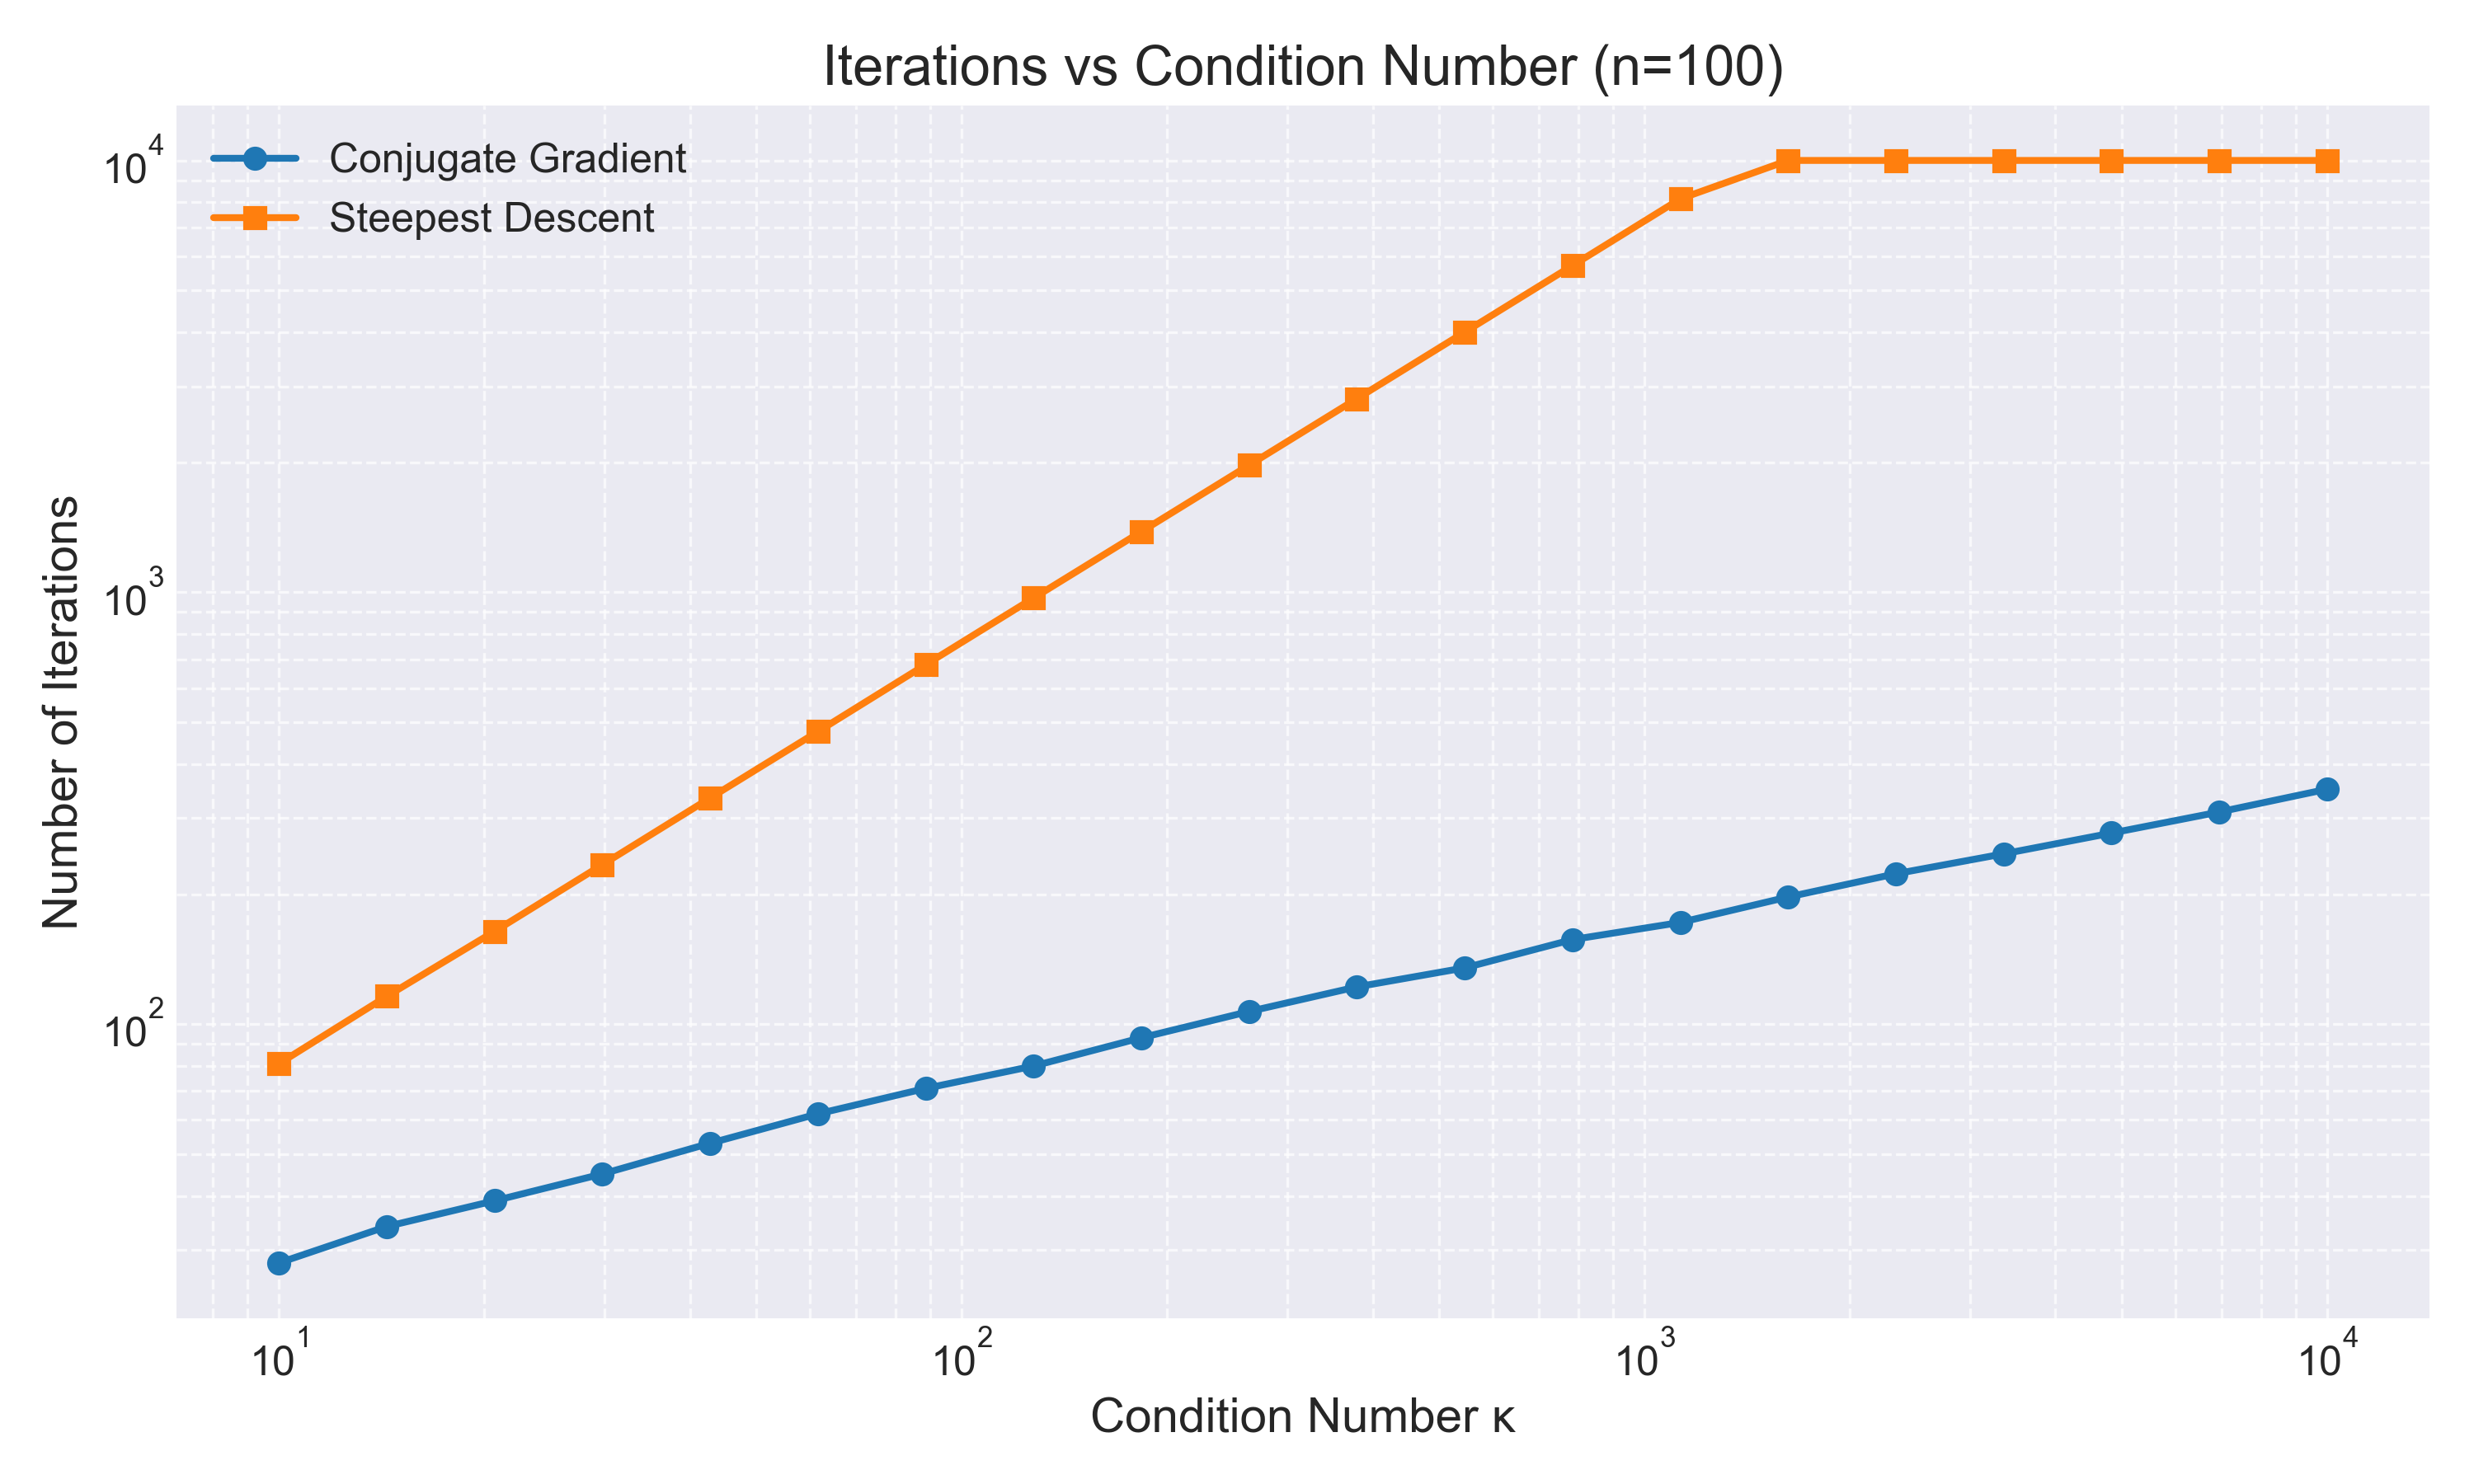 Iterations vs Condition Number (n=100)
Conjugate Gradient
Steepest Descent
Number of Iterations
10^4
10^3
10^2
10^1 10^2 10^3 10^4
Condition Number κ